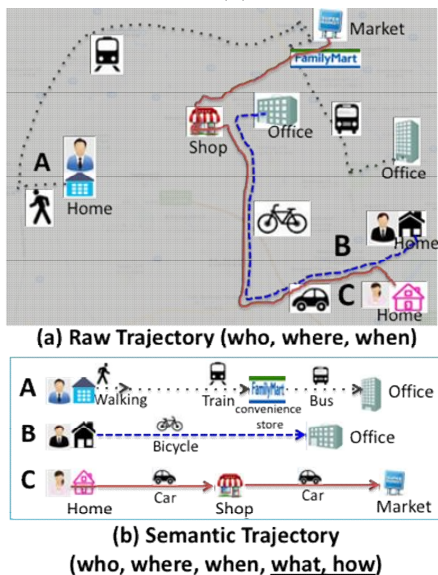 Market
FamilyMart
Shop
Office
A
Office
Home
B
Home
C
Home
(a) Raw Trajectory (who, where, when)
A
Walking
Train
FamilyMart
convenience
store
Bus
Office
B
Bicycle
Office
C
Home
Car
Shop
Car
Market
(b) Semantic Trajectory
(who, where, when, what, how)